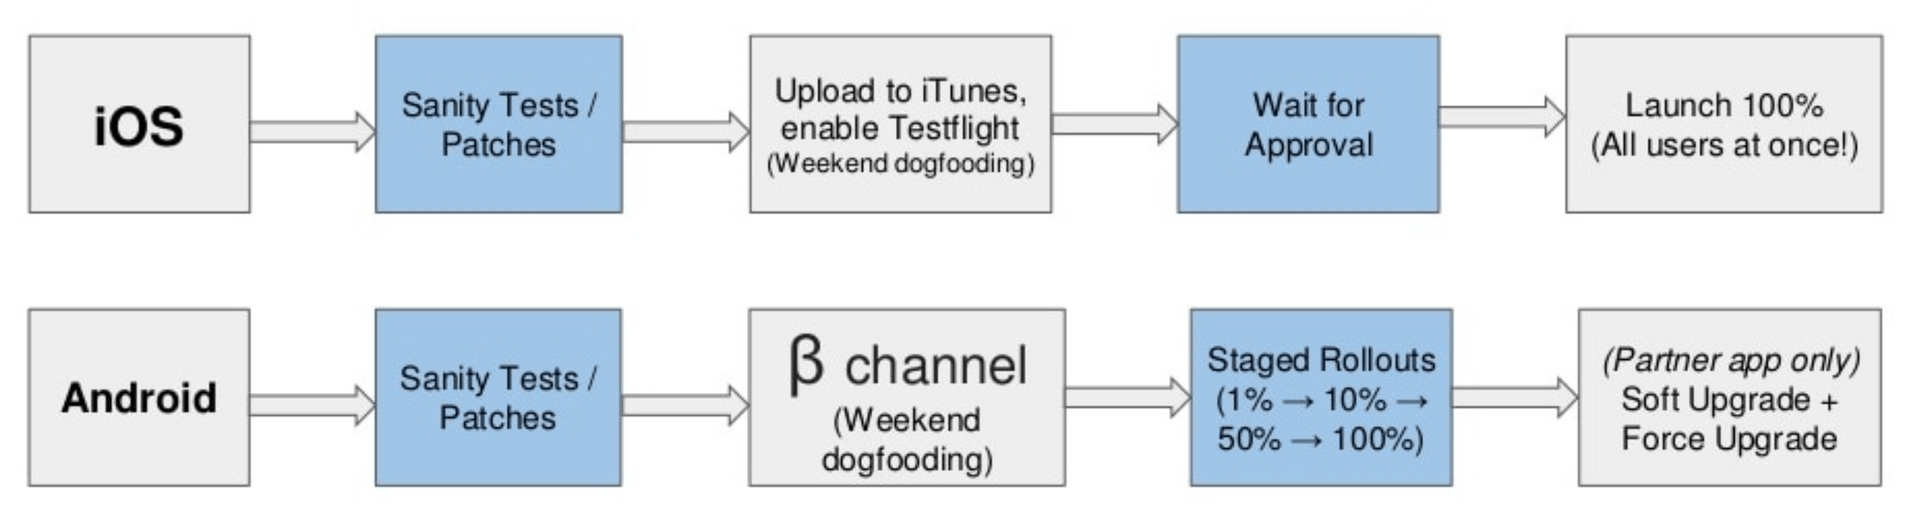 iOS
Sanity Tests /
Patches
Upload to iTunes,
enable Testflight
(Weekend dogfooding)
Wait for
Approval
Launch 100%
(All users at once!)
Android
Sanity Tests /
Patches
β channel
(Weekend
dogfooding)
Staged Rollouts
(1% → 10% →
50% → 100%)
(Partner app only)
Soft Upgrade +
Force Upgrade